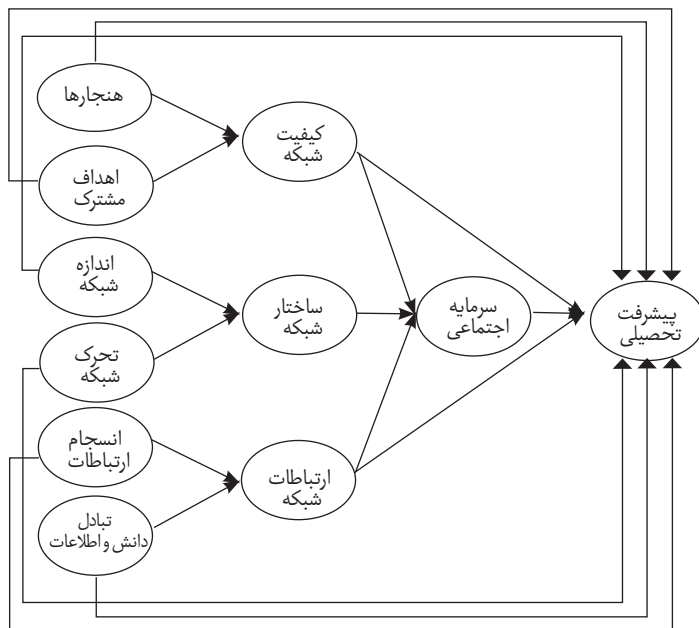 هنجارها
اهداف
مشترک
اندازه
شبکه
تحرک
شبکه
انسجام
ارتباطات
تبادل
دانش و اطلاعات
کیفیت
شبکه
ساختار
شبکه
ارتباطات
شبکه
سرمایه
اجتماعی
پیشرفت
تحصیلی